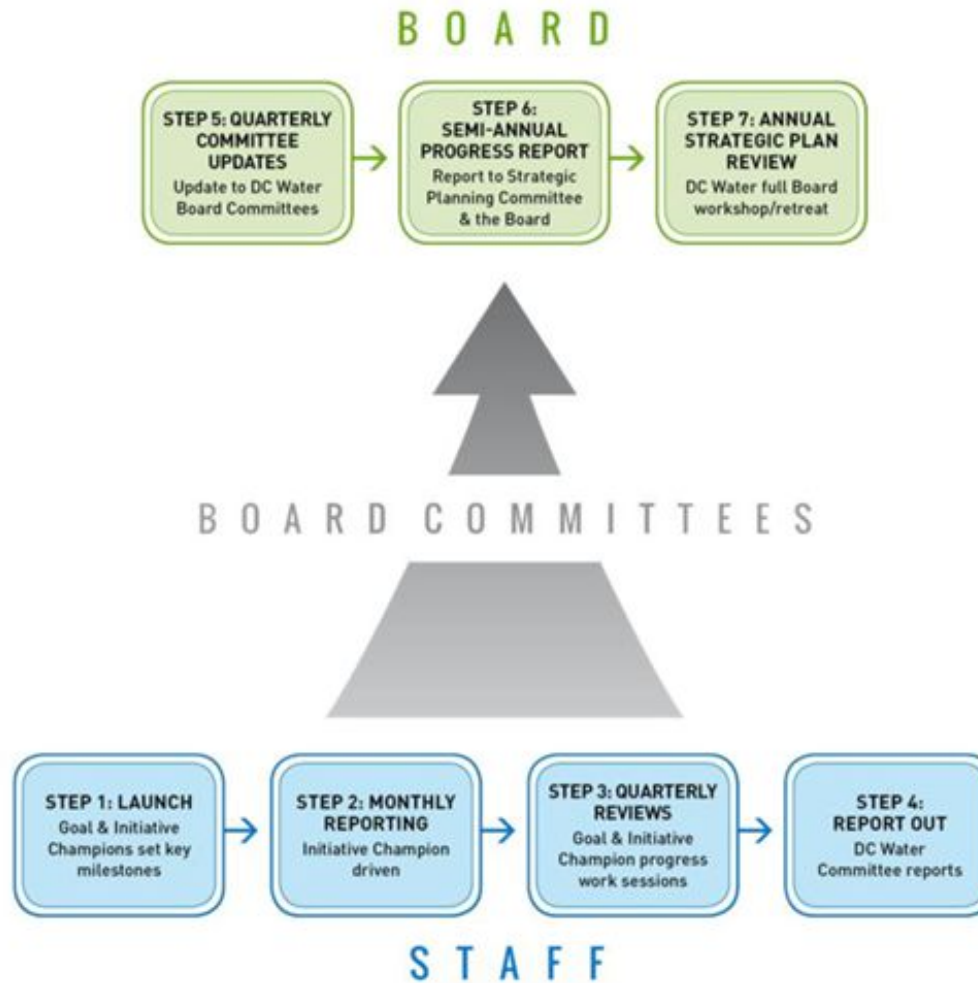 BOARD
STEP 5: QUARTERLY
COMMITTEE
UPDATES
Update to DC Water
Board Committees
STEP 6:
SEMI-ANNUAL
PROGRESS REPORT
Report to Strategic
Planning Committee
& the Board
STEP 7: ANNUAL
STRATEGIC PLAN
REVIEW
DC Water full Board
workshop/retreat
BOARD COMMITTEES
STEP 1: LAUNCH
Goal & Initiative
Champions set key
milestones
STEP 2: MONTHLY
REPORTING
Initiative Champion
driven
STEP 3: QUARTERLY
REVIEWS
Goal & Initiative
Champion progress
work sessions
STEP 4:
REPORT OUT
DC Water
Committee reports
STAFF